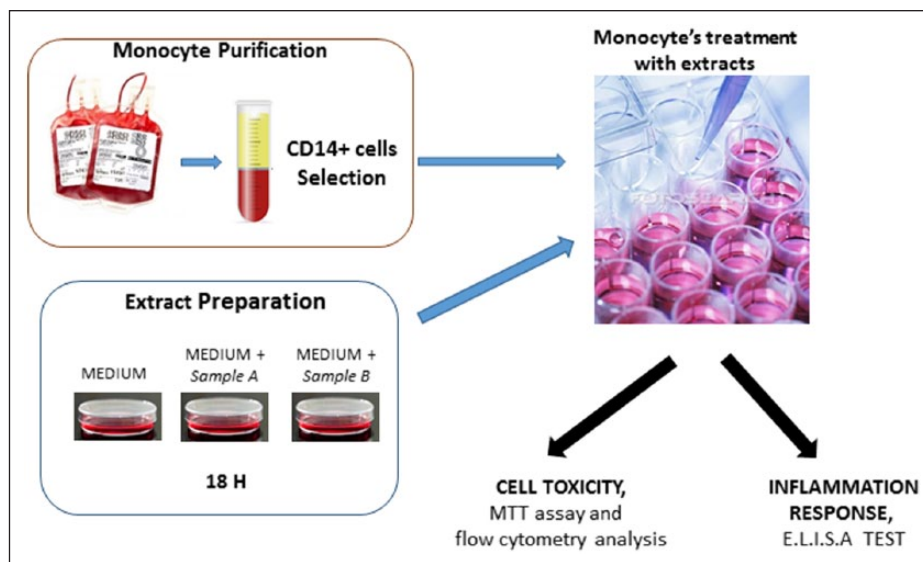 Monocyte Purification
CD14+ cells
Selection
Monocyte's treatment
with extracts
FOTOSEARCH
Extract Preparation
MEDIUM
MEDIUM +
Sample A
MEDIUM +
Sample B
18 H
CELL TOXICITY,
MTT assay and
flow cytometry analysis
INFLAMMATION
RESPONSE,
E.L.I.S.A TEST